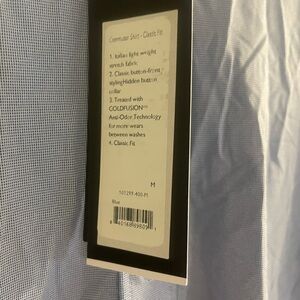 Commuter Shirt - Classic Fit
1. Italian light weight
stretch fabric
2. Classic button-front
styling Hidden button
collar
3. Treated with
COLDFUSION™
Anti-Odor Technology
for more wears
between washes
4. Classic Fit
M
Blue